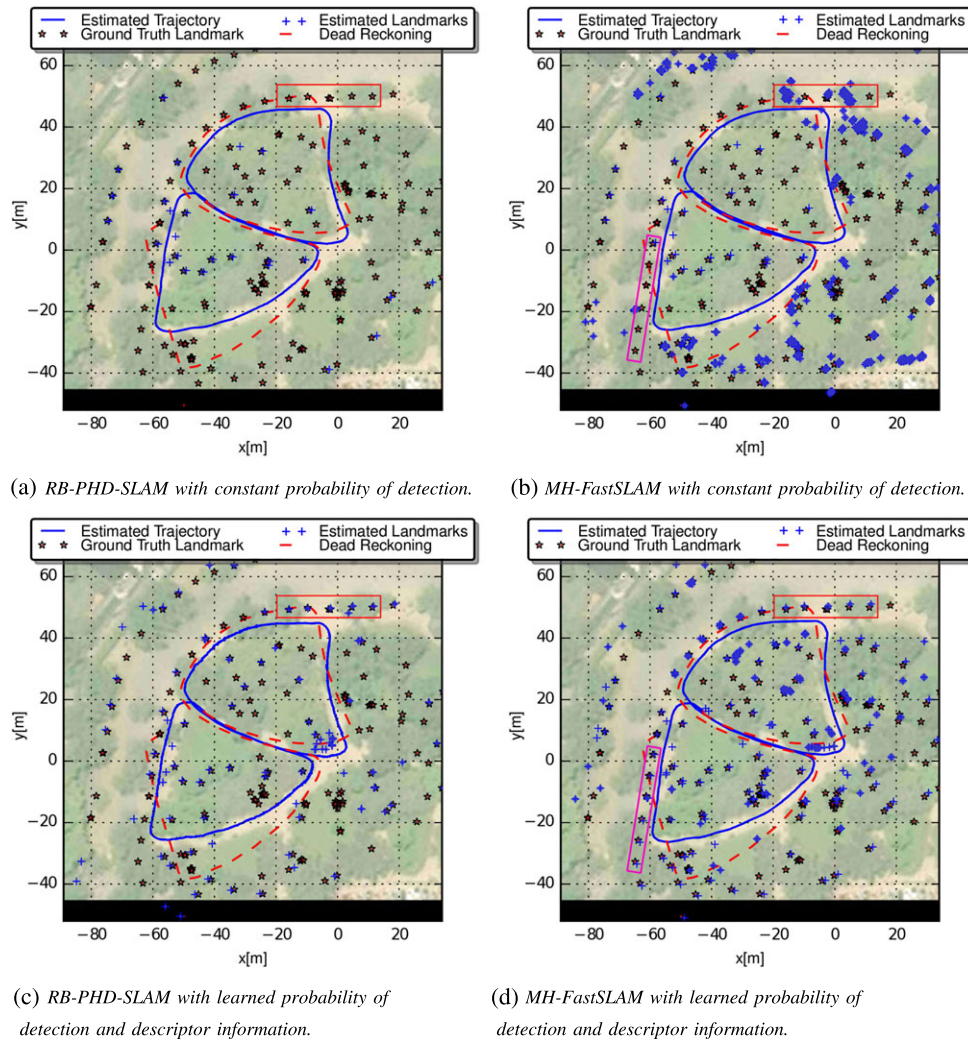 Estimated Trajectory Estimated Landmarks
Ground Truth Landmark Dead Reckoning
60
40
20
0
−20
−40
y[m]
−80 −60 −40 −20 0 20
x[m]
(a) RB-PHD-SLAM with constant probability of detection.
Estimated Trajectory Estimated Landmarks
Ground Truth Landmark Dead Reckoning
60
40
20
0
−20
−40
y[m]
−80 −60 −40 −20 0 20
x[m]
(b) MH-FastSLAM with constant probability of detection.
Estimated Trajectory Estimated Landmarks
Ground Truth Landmark Dead Reckoning
60
40
20
0
−20
−40
y[m]
−80 −60 −40 −20 0 20
x[m]
(c) RB-PHD-SLAM with learned probability of
detection and descriptor information.
Estimated Trajectory Estimated Landmarks
Ground Truth Landmark Dead Reckoning
60
40
20
0
−20
−40
y[m]
−80 −60 −40 −20 0 20
x[m]
(d) MH-FastSLAM with learned probability of
detection and descriptor information.